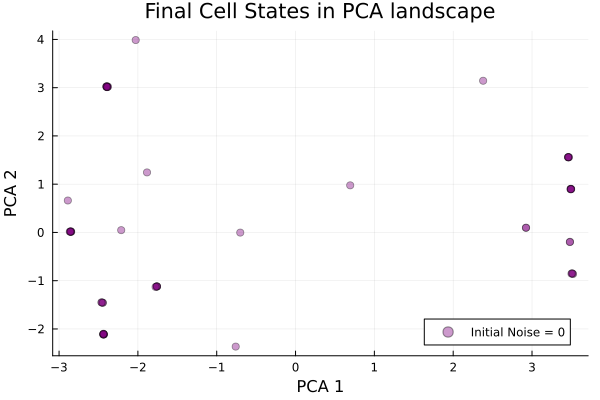 Final Cell States in PCA landscape
PCA 2
4
3
2
1
0
−1
−2
−3 −2 −1 0 1 2 3
PCA 1
Initial Noise = 0